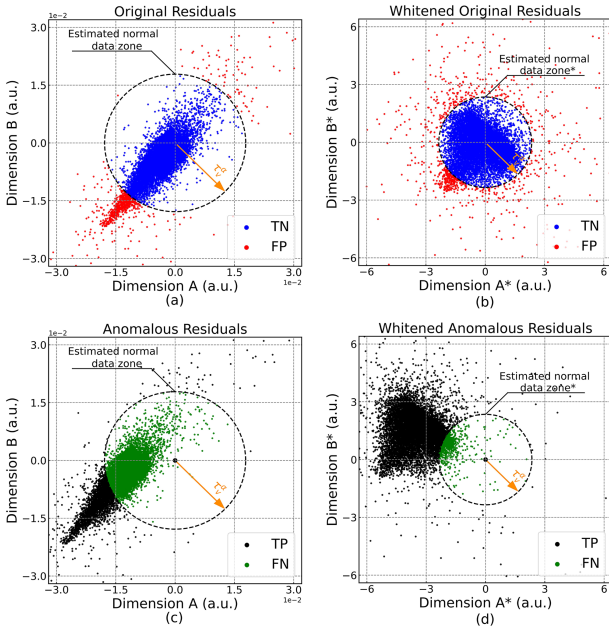 Original Residuals
1e−2
3.0
1.5
0.0
−1.5
−3.0
Dimension B (a.u.)
Estimated normal
data zone
TN
FP
−3.0
−1.5
0.0
1.5
3.0
1e−2
Dimension A (a.u.)
(a)
Whitened Original Residuals
6
3
0
−3
−6
Dimension B* (a.u.)
Estimated normal
data zone*
TN
FP
−6
−3
0
3
6
Dimension A* (a.u.)
(b)
Anomalous Residuals
1e−2
3.0
1.5
0.0
−1.5
−3.0
Dimension B (a.u.)
Estimated normal
data zone
TP
FN
−3.0
−1.5
0.0
1.5
3.0
1e−2
Dimension A (a.u.)
(c)
Whitened Anomalous Residuals
6
3
0
−3
−6
Dimension B* (a.u.)
Estimated normal
data zone*
TP
FN
−6
−3
0
3
6
Dimension A* (a.u.)
(d)